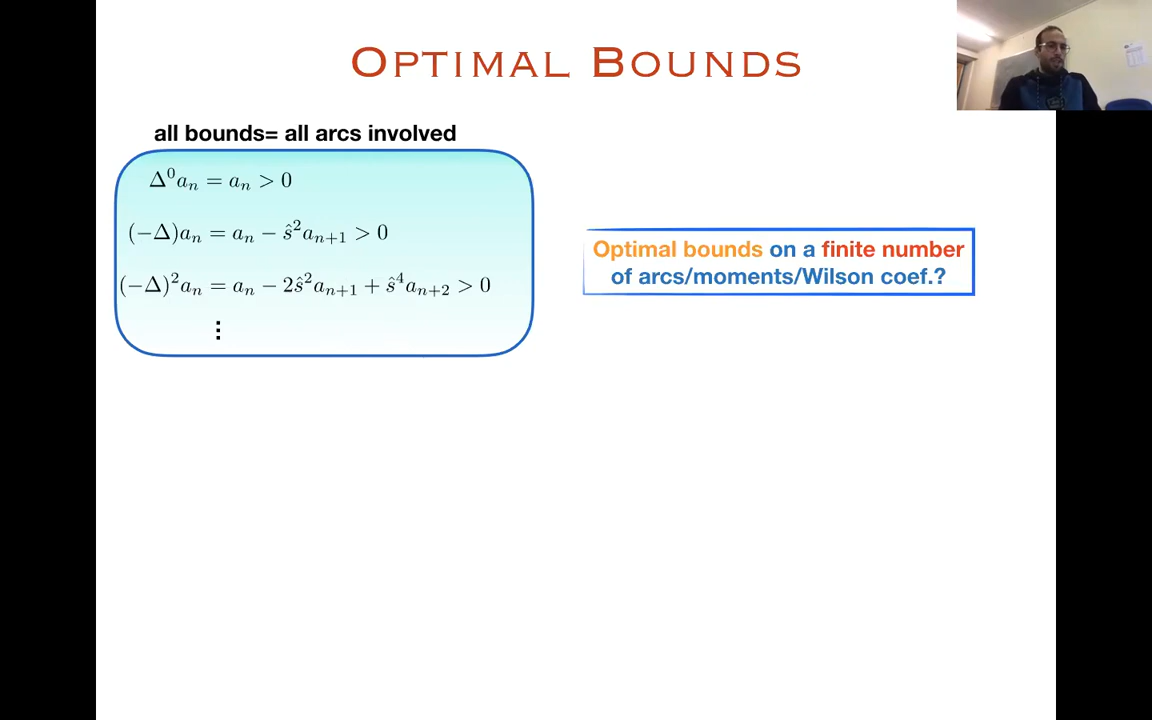 OPTIMAL BOUNDS
all bounds= all arcs involved
Δ⁰aₙ = aₙ > 0
(−Δ)aₙ = aₙ − ŝ²aₙ₊₁ > 0
(−Δ)²aₙ = aₙ − 2ŝ²aₙ₊₁ + ŝ⁴aₙ₊₂ > 0
⋮
Optimal bounds on a finite number
of arcs/moments/Wilson coef.?